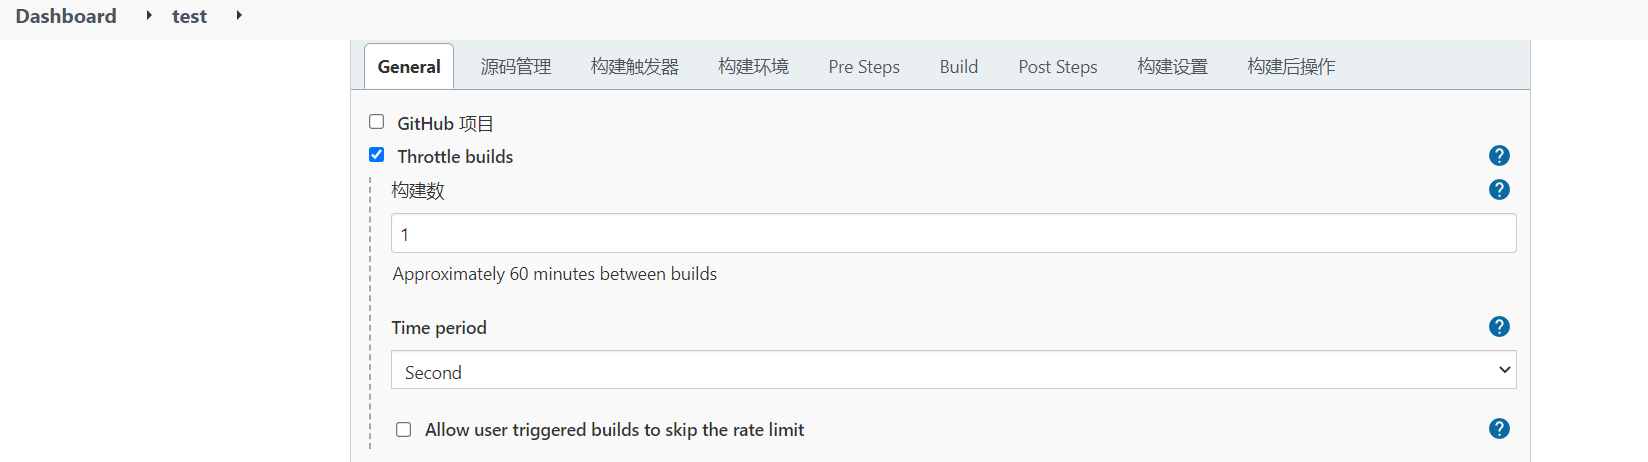 Dashboard test
General 源码管理 构建触发器 构建环境 Pre Steps Build Post Steps 构建设置 构建后操作
GitHub 项目
Throttle builds
构建数
1
Approximately 60 minutes between builds
Time period
Second
Allow user triggered builds to skip the rate limit